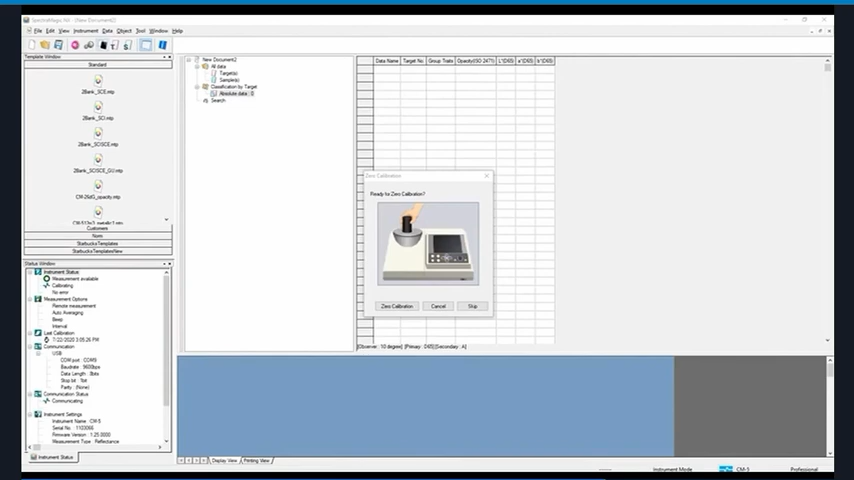 SpectraMagic NX - [New Document2]
File Edit View Instrument Data Object Tool Window Help
Template Window
Standard
2Bank_SCE.mtp
2Bank_SCI.mtp
2Bank_SCISCE.mtp
2Bank_SCISCE_GU.mtp
CM-25dG_opacity.mtp
Customers
Norix
StarbucksTemplates
StarbucksTemplatesNew
Status Window
Instrument Status
Measurement available
Calibrating
No error
Measurement Options
Remote measurement
Auto Averaging
Beep
Interval
Last Calibration
7/22/2020 3:05:26 PM
Communication
USB
COM port : COM9
Baudrate : 9600bps
Data Length : 8bits
Stop bit : 1bit
Parity : (None)
Communication Status
Communicating
Instrument Settings
Instrument Name : CM-5
Serial No. : 1103066
Firmware Version : 1.25.0000
Measurement Type : Reflectance
Instrument Status
New Document2
All data
Target(s)
Sample(s)
Classification by Target
Absolute data : 0
Search
Data Name Target No Group Traits Opacity(ISO 2471) L*(D65) a*(D65) b*(D65)
Zero Calibration
Ready for Zero Calibration?
Zero Calibration Cancel Skip
[Observer : 10 degree] [Primary : D65] [Secondary : A]
Display View Printing View
Instrument Mode CM-5 Professional